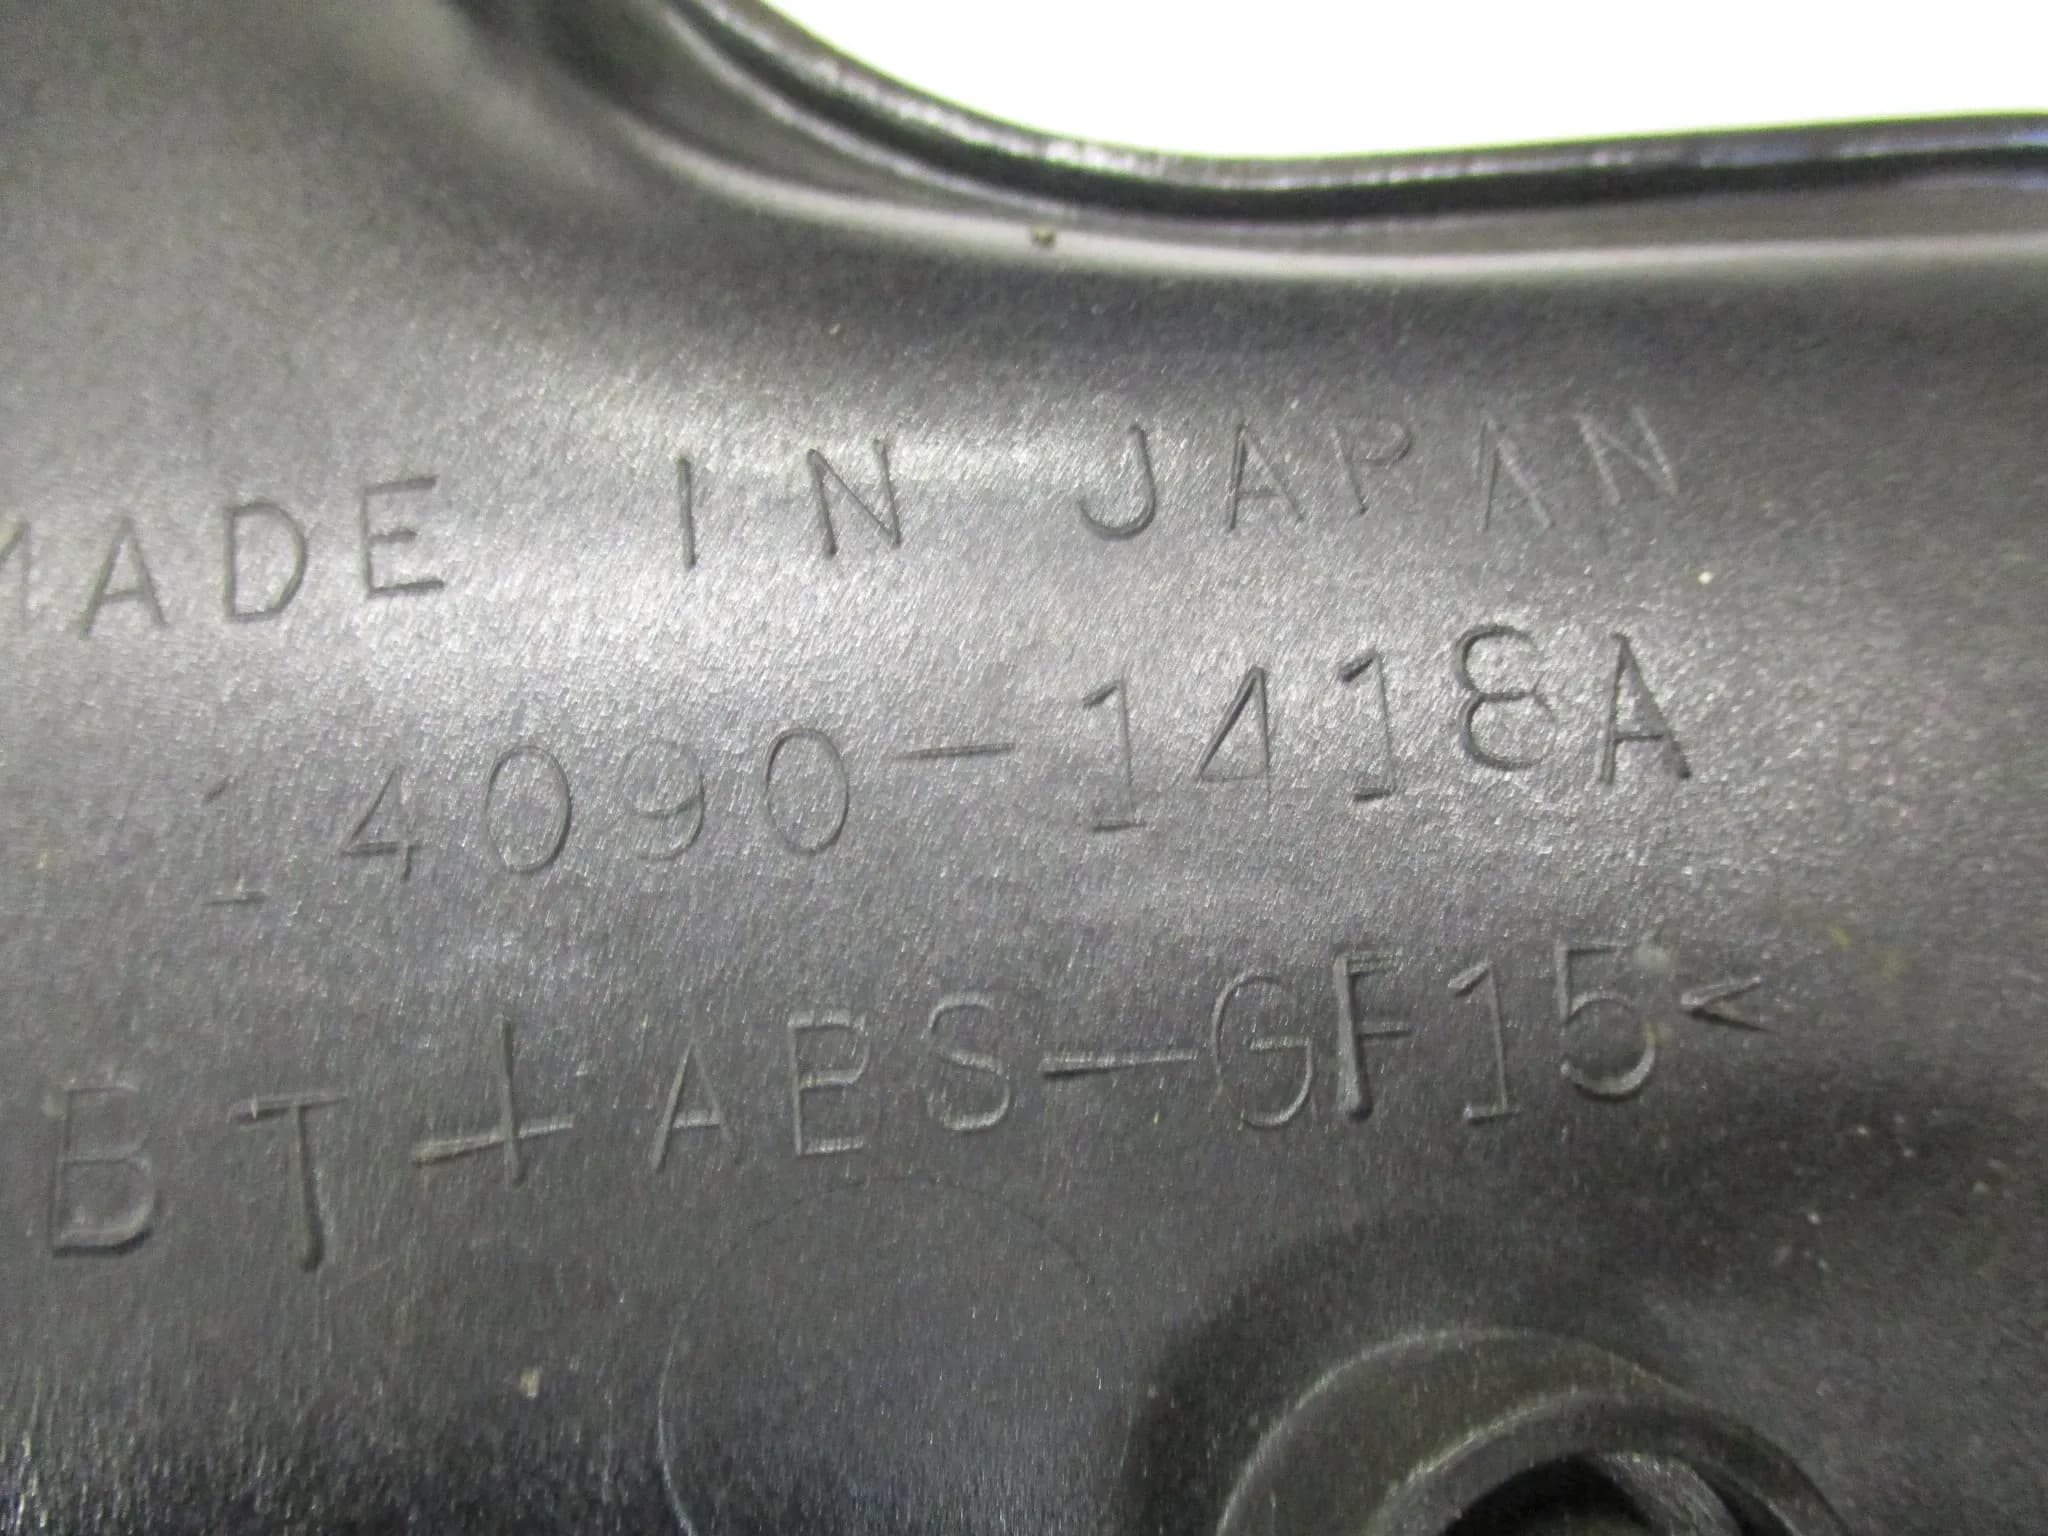 MADE IN JAPAN
14090-1418A
BT+ABS-GF15<